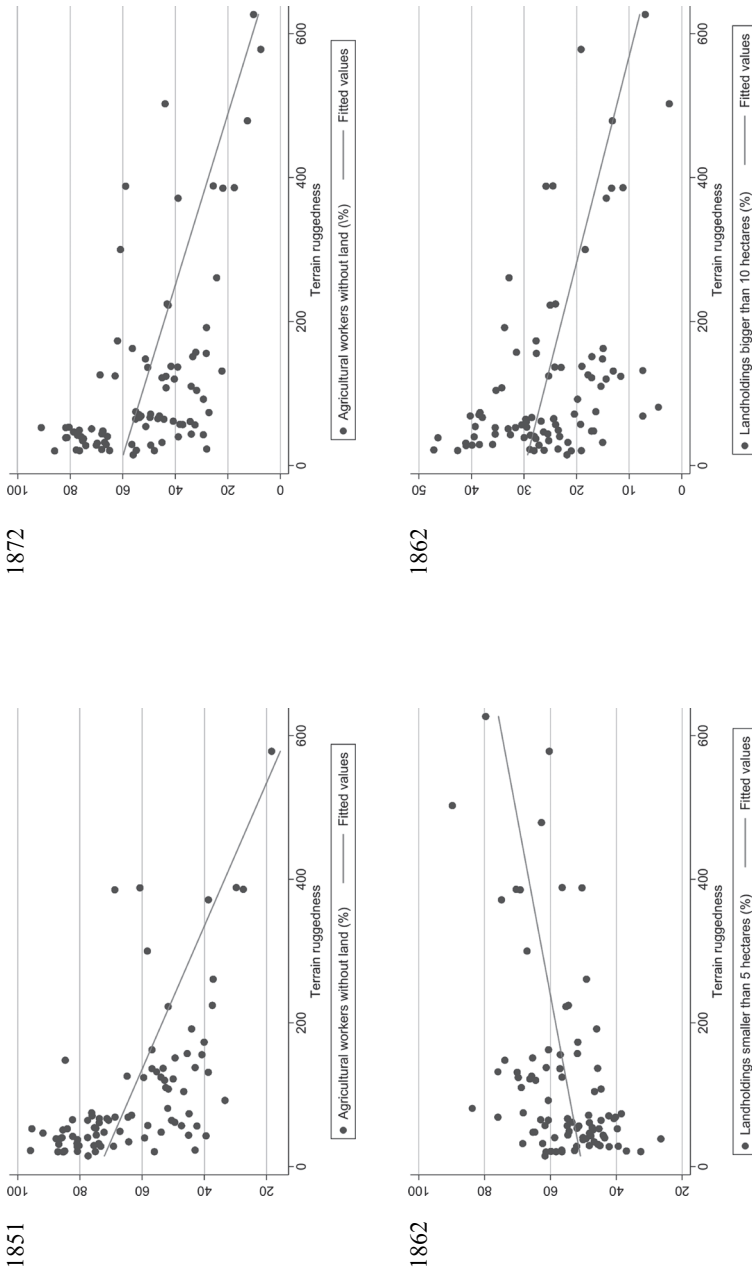 1851
100
80
60
40
20
0 200 400 600
Terrain ruggedness
Agricultural workers without land (%) Fitted values
1872
100
80
60
40
20
0
0 200 400 600
Terrain ruggedness
Agricultural workers without land (\%) Fitted values
1862
100
80
60
40
20
0 200 400 600
Terrain ruggedness
Landholdings smaller than 5 hectares (%) Fitted values
1862
50
40
30
20
10
0
0 200 400 600
Terrain ruggedness
Landholdings bigger than 10 hectares (%) Fitted values